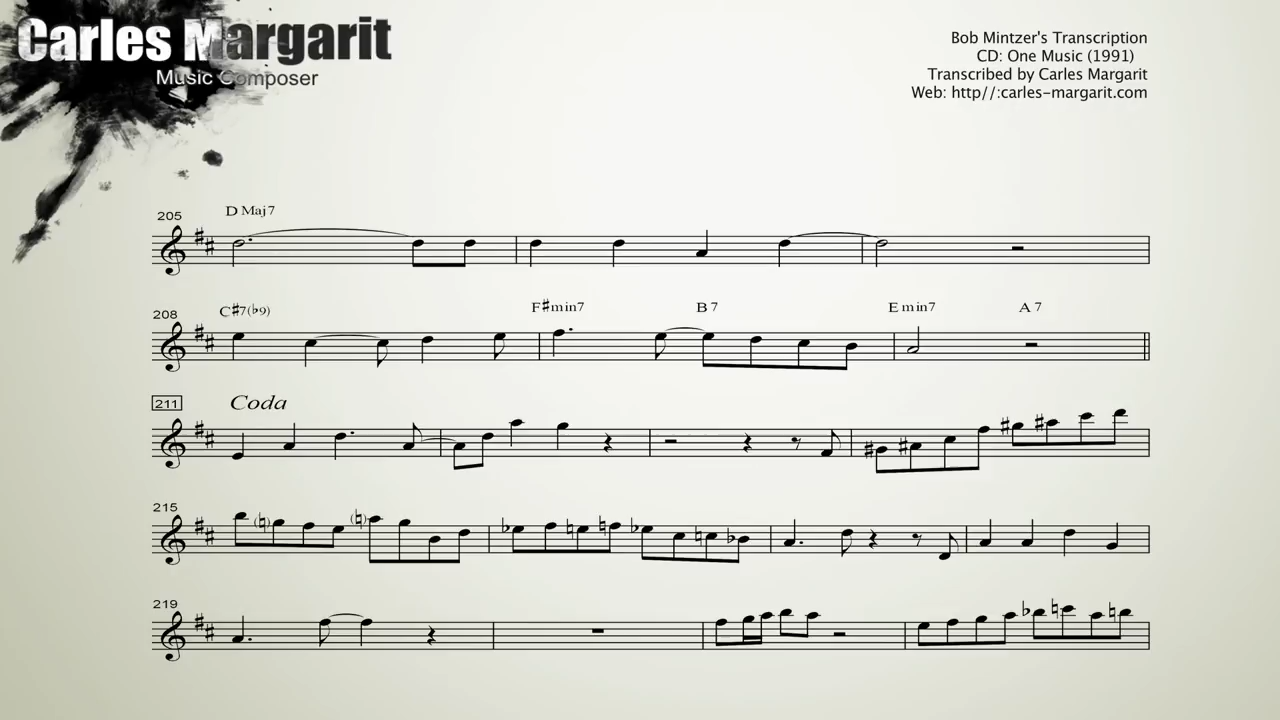 Carles Margarit
Music Composer
Bob Mintzer's Transcription
CD: One Music (1991)
Transcribed by Carles Margarit
Web: http//:carles-margarit.com
205 D Maj7
208 C#7(b9) F#min7 B 7 E min7 A 7
211 Coda
215
219